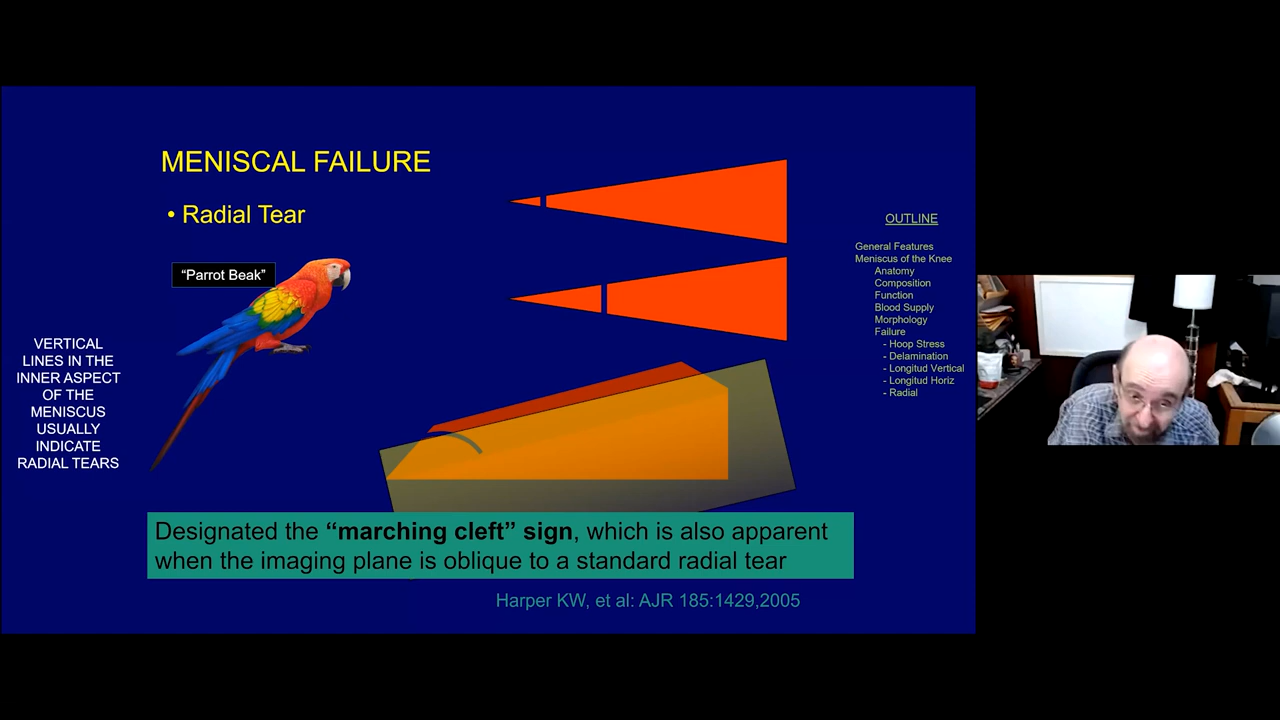 MENISCAL FAILURE
• Radial Tear
“Parrot Beak”
VERTICAL
LINES IN THE
INNER ASPECT
OF THE
MENISCUS
USUALLY
INDICATE
RADIAL TEARS
OUTLINE
General Features
Meniscus of the Knee
Anatomy
Composition
Function
Blood Supply
Morphology
Failure
- Hoop Stress
- Delamination
- Longitud Vertical
- Longitud Horiz
- Radial
Designated the “marching cleft” sign, which is also apparent
when the imaging plane is oblique to a standard radial tear
Harper KW, et al: AJR 185:1429,2005